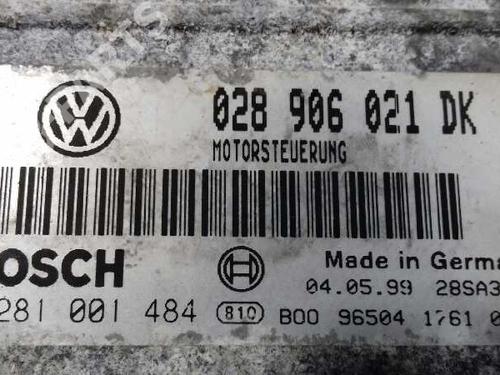 028 906 021 DK
MOTORSTEUERUNG
OSCH
Made in Germa
04.05.99 28SA3
281 001 484 810 B00 96504 1761 0